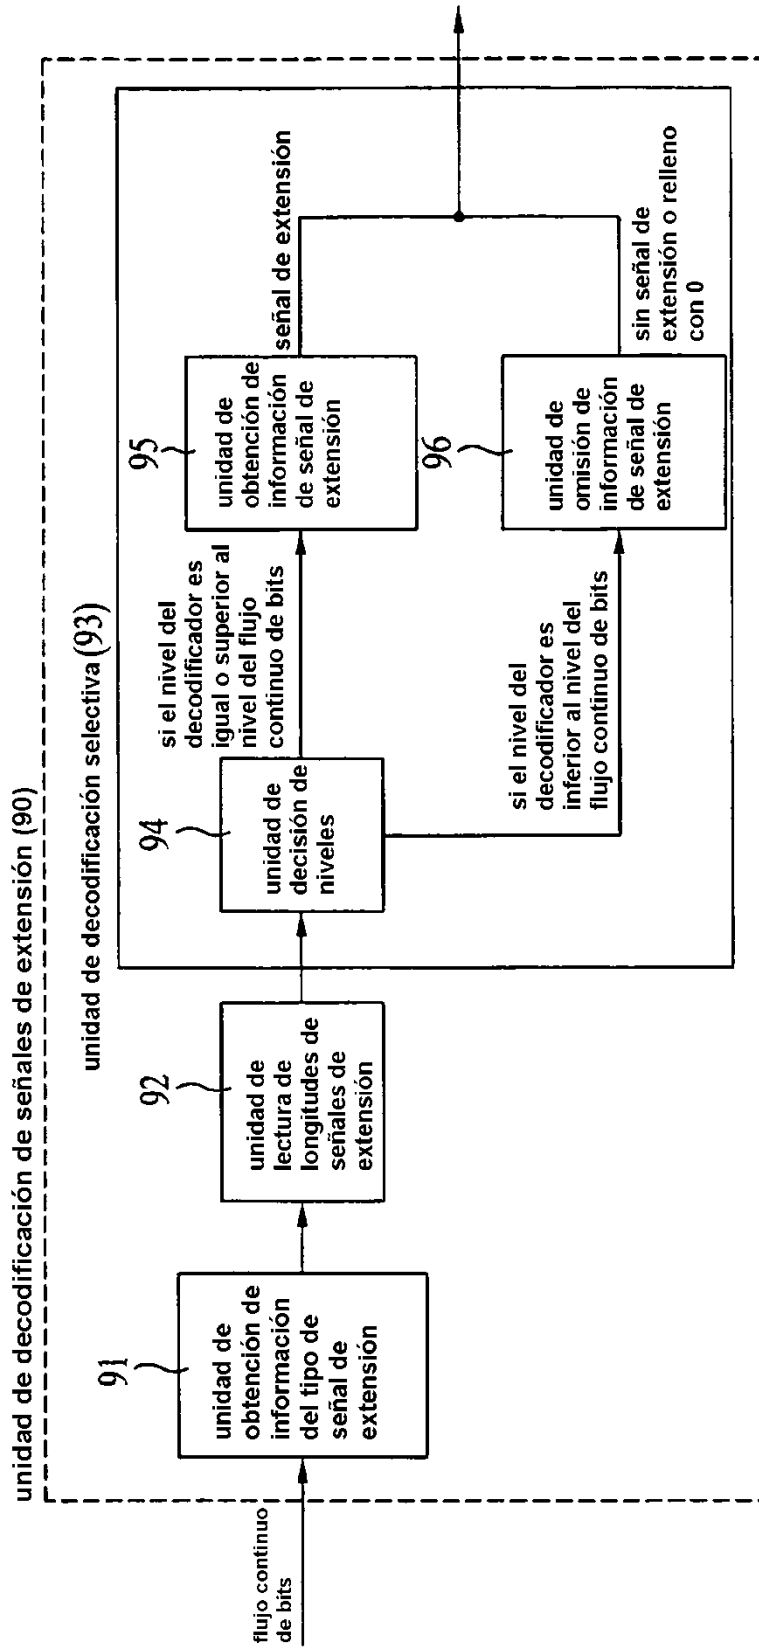 unidad de decodificación de señales de extensión (90)
unidad de decodificación selectiva (93)
flujo continuo
de bits
91
unidad de
obtención de
información
del tipo de
señal de
extensión
92
unidad de
lectura de
longitudes de
señales de
extensión
94
unidad de
decisión de
niveles
si el nivel del
decodificador es
igual o superior al
nivel del flujo
continuo de bits
95
unidad de
obtención de
información
de señal de
extensión
señal de extensión
si el nivel del
decodificador es
inferior al nivel del
flujo continuo de bits
96
unidad de
omisión de
información
de señal de
extensión
sin señal de
extensión o relleno
con 0